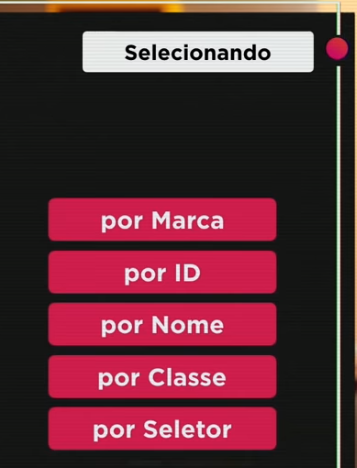 Selecionando
por Marca
por ID
por Nome
por Classe
por Seletor